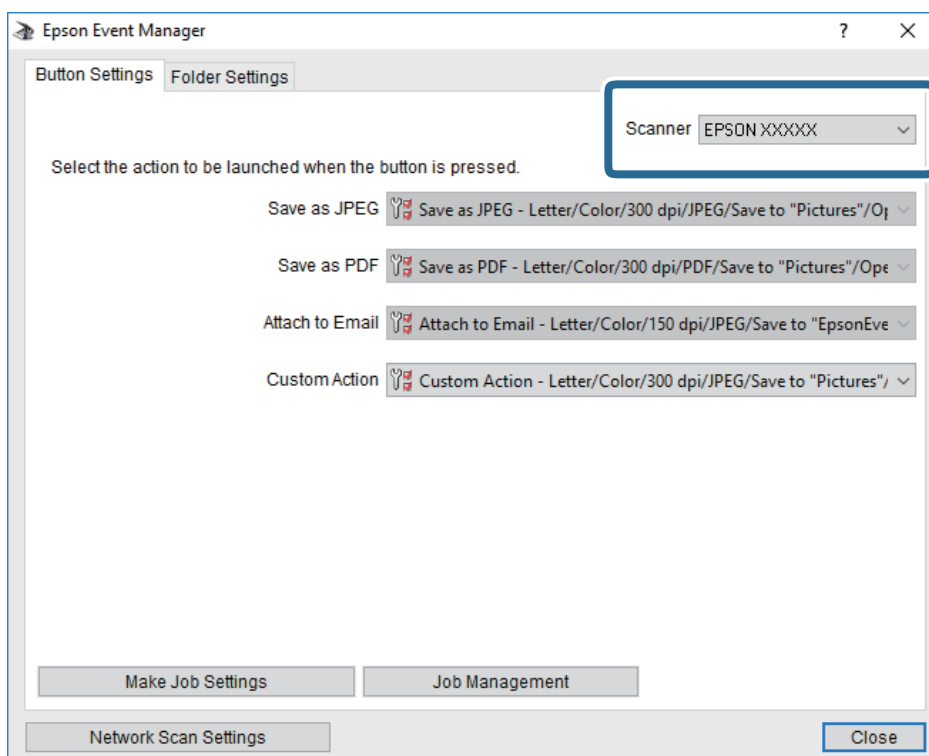 Epson Event Manager
Button Settings Folder Settings
Scanner EPSON XXXXX
Select the action to be launched when the button is pressed.
Save as JPEG Save as JPEG - Letter/Color/300 dpi/JPEG/Save to "Pictures"/Op
Save as PDF Save as PDF - Letter/Color/300 dpi/PDF/Save to "Pictures"/Ope
Attach to Email Attach to Email - Letter/Color/150 dpi/JPEG/Save to "EpsonEve
Custom Action Custom Action - Letter/Color/300 dpi/JPEG/Save to "Pictures"/
Make Job Settings Job Management
Network Scan Settings Close